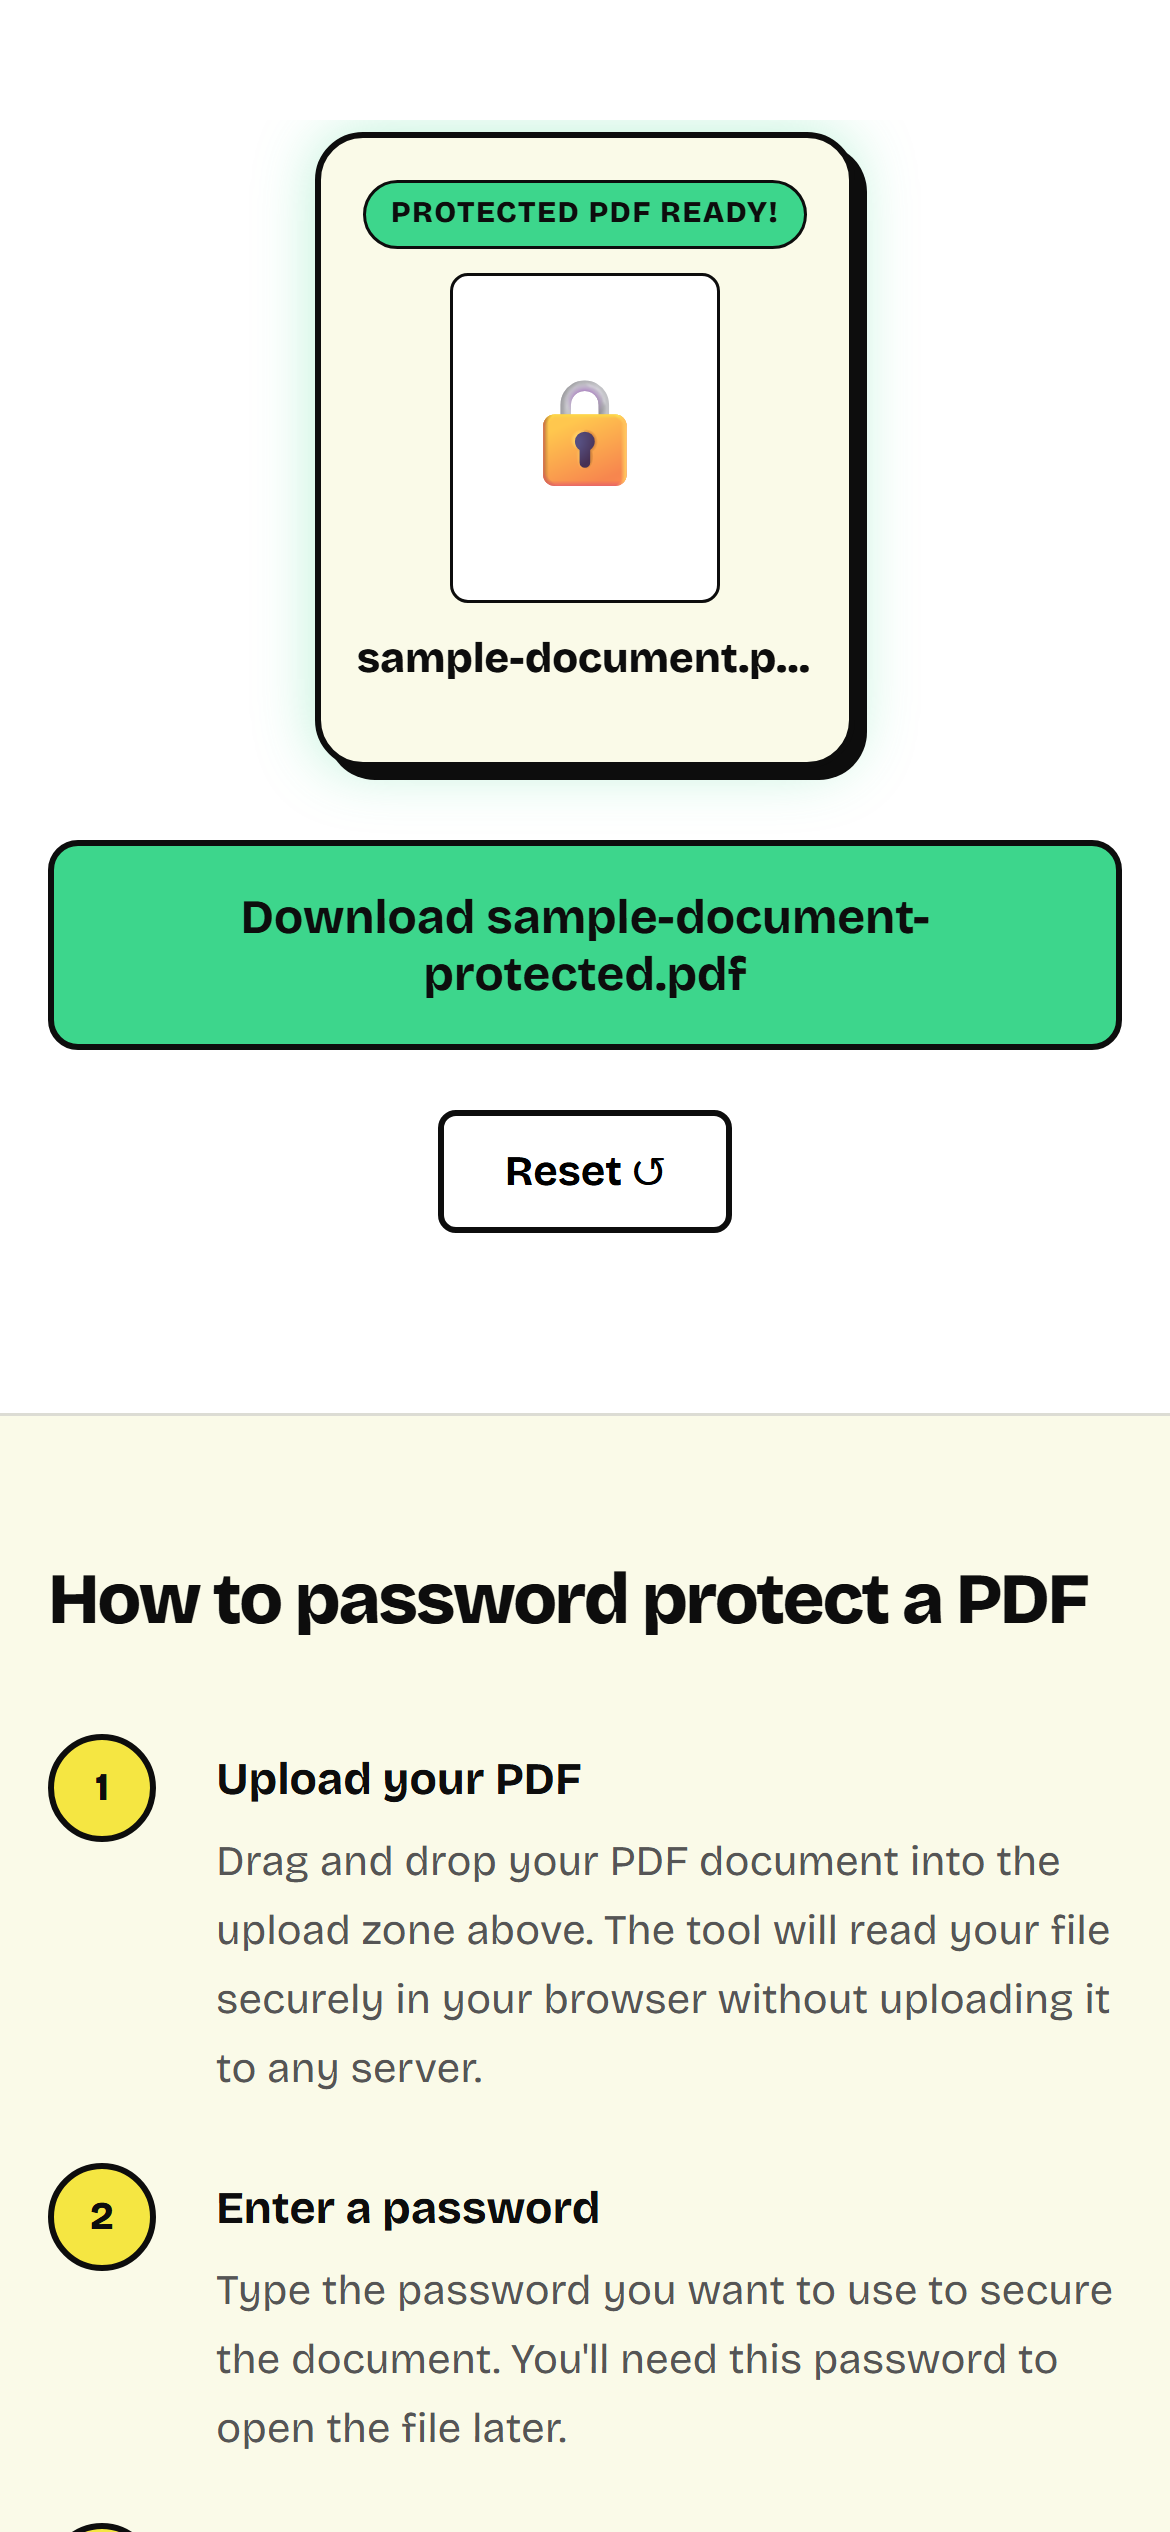 PROTECTED PDF READY!
sample-document.p...
Download sample-document-
protected.pdf
Reset ↺
How to password protect a PDF
1
Upload your PDF
Drag and drop your PDF document into the
upload zone above. The tool will read your file
securely in your browser without uploading it
to any server.
2
Enter a password
Type the password you want to use to secure
the document. You'll need this password to
open the file later.